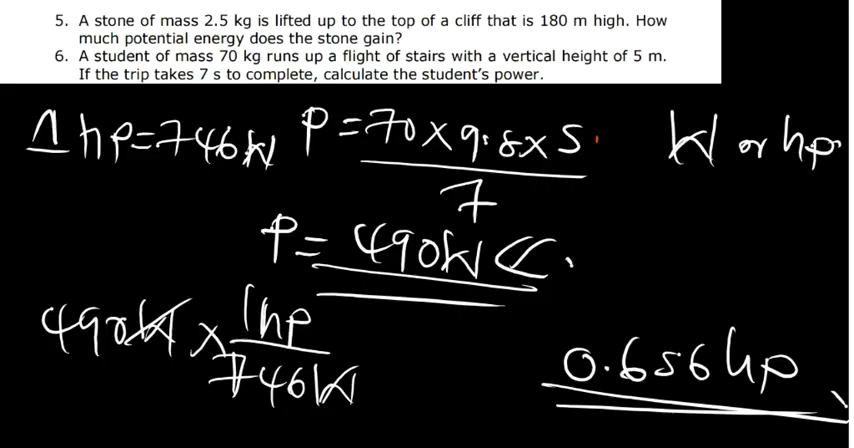 5. A stone of mass 2.5 kg is lifted up to the top of a cliff that is 180 m high. How
much potential energy does the stone gain?
6. A student of mass 70 kg runs up a flight of stairs with a vertical height of 5 m.
If the trip takes 7 s to complete, calculate the student's power.
1 hp = 746 W
P = 70 x 9.8 x 5
7
W or hp
P = 490 W
490 W x 1 hp
746 W
0.656 hp